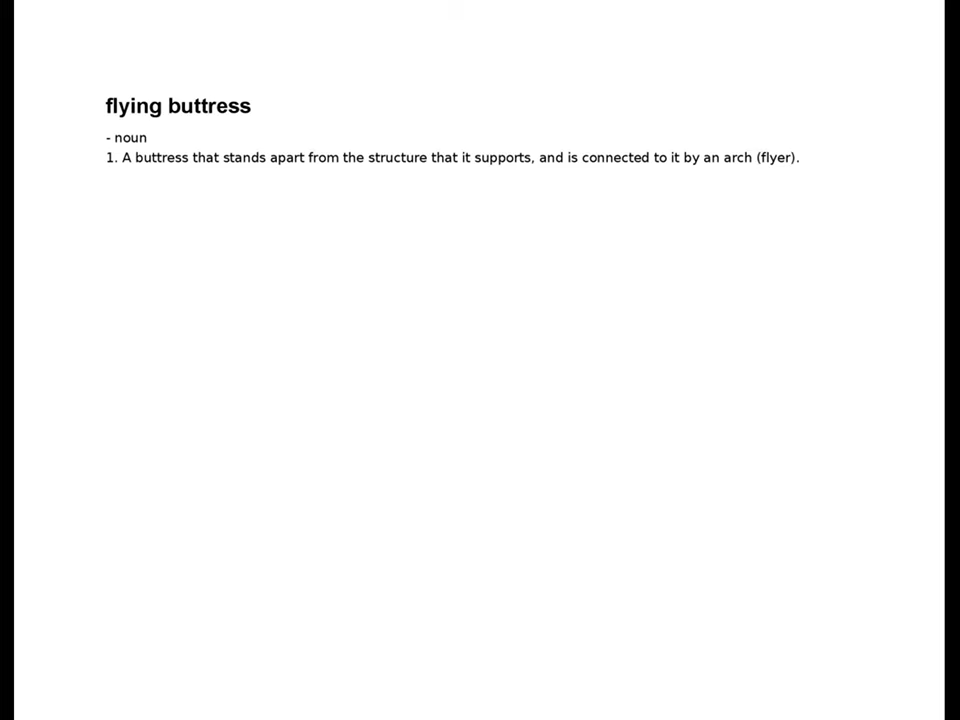 flying buttress
- noun
1. A buttress that stands apart from the structure that it supports, and is connected to it by an arch (flyer).